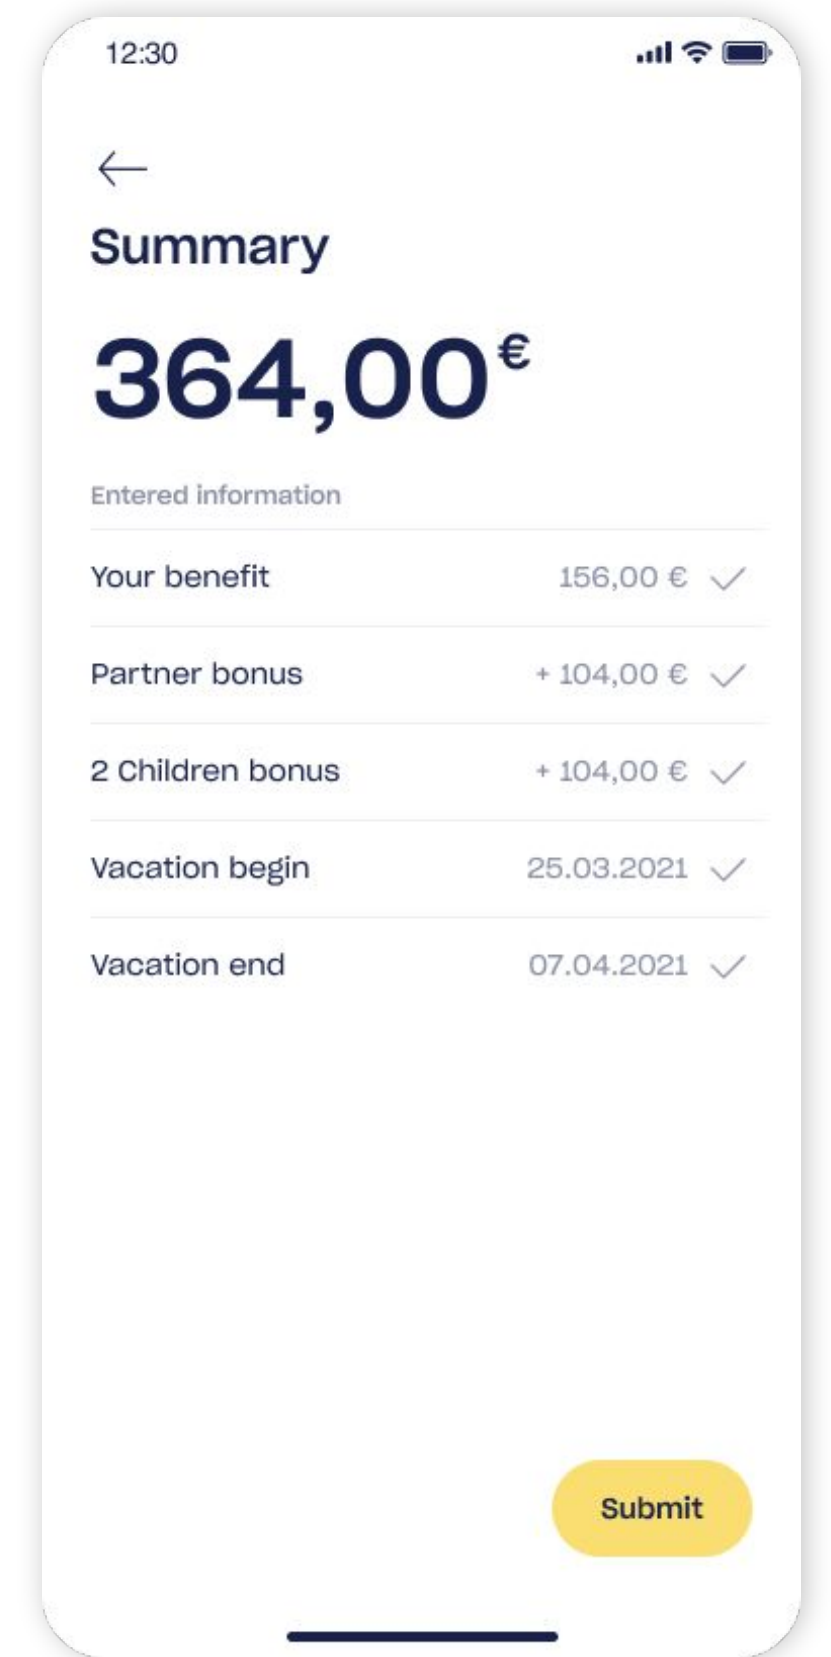 12:30
Summary
364,00€
Entered information
Your benefit 156,00 €
Partner bonus + 104,00 €
2 Children bonus + 104,00 €
Vacation begin 25.03.2021
Vacation end 07.04.2021
Submit